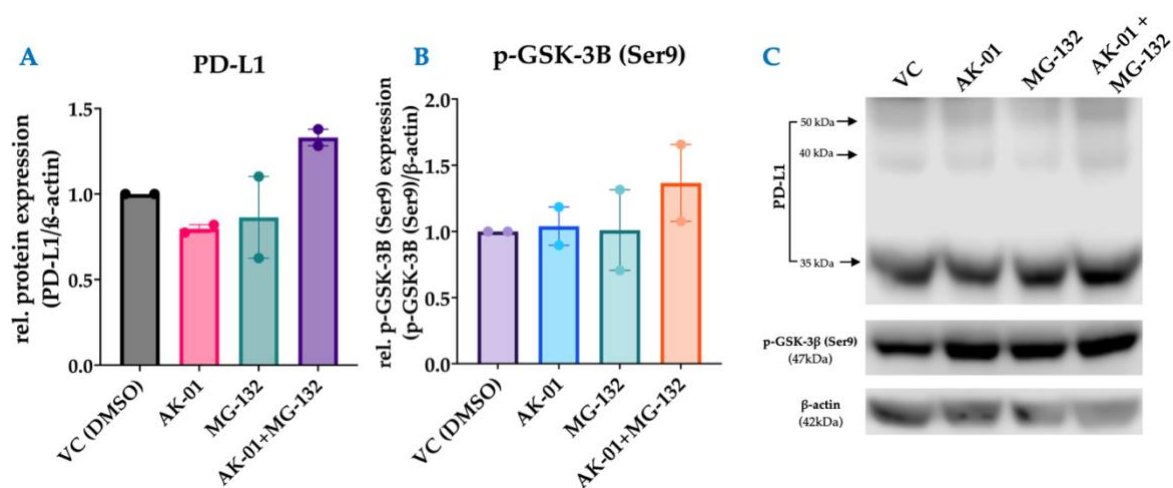 A
PD-L1
rel. protein expression
(PD-L1/ß-actin)
1.5
1.0
0.5
0.0
VC (DMSO)
AK-01
MG-132
AK-01+MG-132
B
p-GSK-3B (Ser9)
rel. p-GSK-3B (Ser9) expression
(p-GSK-3B (Ser9)/β-actin)
2.0
1.5
1.0
0.5
0.0
VC (DMSO)
AK-01
MG-132
AK-01+MG-132
C
VC
AK-01
MG-132
AK-01 +
MG-132
PD-L1
50 kDa
40 kDa
35 kDa
p-GSK-3β (Ser9)
(47kDa)
β-actin
(42kDa)